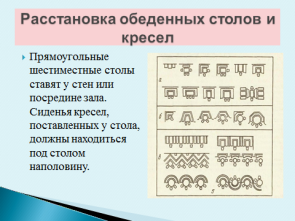 Расстановка обеденных столов и
кресел
Прямоугольные
шестиместные столы
ставят у стен или
посредине зала.
Сиденья кресел,
поставленных у стола,
должны находиться
под столом
наполовину.